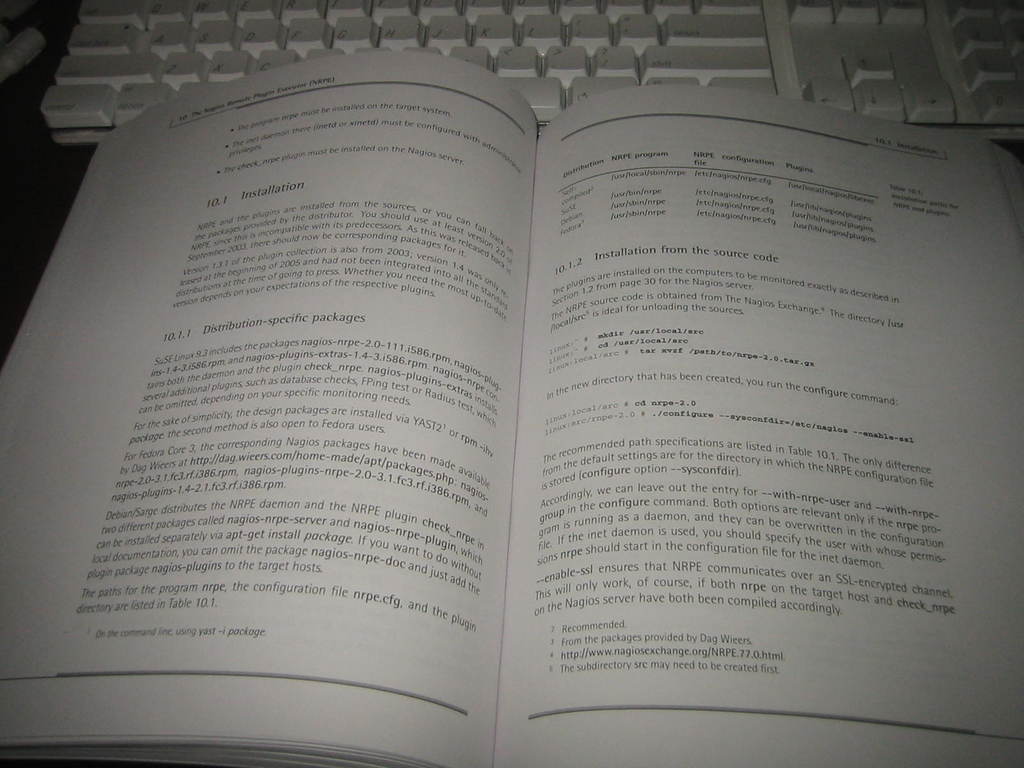 10 The Nagios Remote Plugin Executor (NRPE)
• The program nrpe must be installed on the target system.
• The inet daemon there (inetd or xinetd) must be configured with administrator
privileges.
• The check_nrpe plugin must be installed on the Nagios server.
10.1 Installation
NRPE and the plugins are installed from the sources, or you can fall back on
the packages provided by the distributor. You should use at least version 2.0 of
NRPE, since this is incompatible with its predecessors. As this was released back in
September 2003, there should now be corresponding packages for it.
Version 1.3.1 of the plugin collection is also from 2003; version 1.4 was only re-
leased at the beginning of 2005 and had not been integrated into all the standard
distributions at the time of going to press. Whether you need the most up-to-date
version depends on your expectations of the respective plugins.
10.1.1 Distribution-specific packages
SuSE Linux 9.3 includes the packages nagios-nrpe-2.0-111.i586.rpm, nagios-plug-
ins-1.4-3.i586.rpm, and nagios-plugins-extras-1.4-3.i586.rpm. nagios-nrpe con-
tains both the daemon and the plugin check_nrpe. nagios-plugins-extras installs
several additional plugins, such as database checks, FPing test or Radius test, which
can be omitted, depending on your specific monitoring needs.
For the sake of simplicity, the design packages are installed via YAST2¹ or rpm -ihv
package. the second method is also open to Fedora users.
For Fedora Core 3, the corresponding Nagios packages have been made available
by Dag Wieers at http://dag.wieers.com/home-made/apt/packages.php: nagios-
nrpe-2.0-3.1.fc3.rf.i386.rpm, nagios-plugins-nrpe-2.0-3.1.fc3.rf.i386.rpm, and
nagios-plugins-1.4-2.1.fc3.rf.i386.rpm.
Debian/Sarge distributes the NRPE daemon and the NRPE plugin check_nrpe in
two different packages called nagios-nrpe-server and nagios-nrpe-plugin, which
can be installed separately via apt-get install package. If you want to do without
local documentation, you can omit the package nagios-nrpe-doc and just add the
plugin package nagios-plugins to the target hosts.
The paths for the program nrpe, the configuration file nrpe.cfg, and the plugin
directory are listed in Table 10.1.
1 On the command line, using yast -i package.
10.1 Installation
Distribution NRPE program NRPE configuration file Plugins
Self-compiled² /usr/local/sbin/nrpe /etc/nagios/nrpe.cfg /usr/local/nagios/libexec
SuSE /usr/bin/nrpe /etc/nagios/nrpe.cfg /usr/lib/nagios/plugins
Debian /usr/sbin/nrpe /etc/nagios/nrpe.cfg /usr/lib/nagios/plugins
Fedora³ /usr/sbin/nrpe /etc/nagios/nrpe.cfg /usr/lib/nagios/plugins
Table 10.1:
Installation paths for
NRPE and plugins
10.1.2 Installation from the source code
The plugins are installed on the computers to be monitored exactly as described in
Section 1.2 from page 30 for the Nagios server.
The NRPE source code is obtained from The Nagios Exchange.⁴ The directory /usr
/local/src⁵ is ideal for unloading the sources.
linux:~ # mkdir /usr/local/src
linux:~ # cd /usr/local/src
linux:local/src # tar xvzf /path/to/nrpe-2.0.tar.gz
In the new directory that has been created, you run the configure command:
linux:local/src # cd nrpe-2.0
linux:src/nrpe-2.0 # ./configure --sysconfdir=/etc/nagios --enable-ssl
The recommended path specifications are listed in Table 10.1. The only difference
from the default settings are for the directory in which the NRPE configuration file
is stored (configure option --sysconfdir).
Accordingly, we can leave out the entry for --with-nrpe-user and --with-nrpe-
group in the configure command. Both options are relevant only if the nrpe pro-
gram is running as a daemon, and they can be overwritten in the configuration
file. If the inet daemon is used, you should specify the user with whose permis-
sions nrpe should start in the configuration file for the inet daemon.
--enable-ssl ensures that NRPE communicates over an SSL-encrypted channel.
This will only work, of course, if both nrpe on the target host and check_nrpe
on the Nagios server have both been compiled accordingly.
2 Recommended.
3 From the packages provided by Dag Wieers.
4 http://www.nagiosexchange.org/NRPE.77.0.html.
5 The subdirectory src may need to be created first.